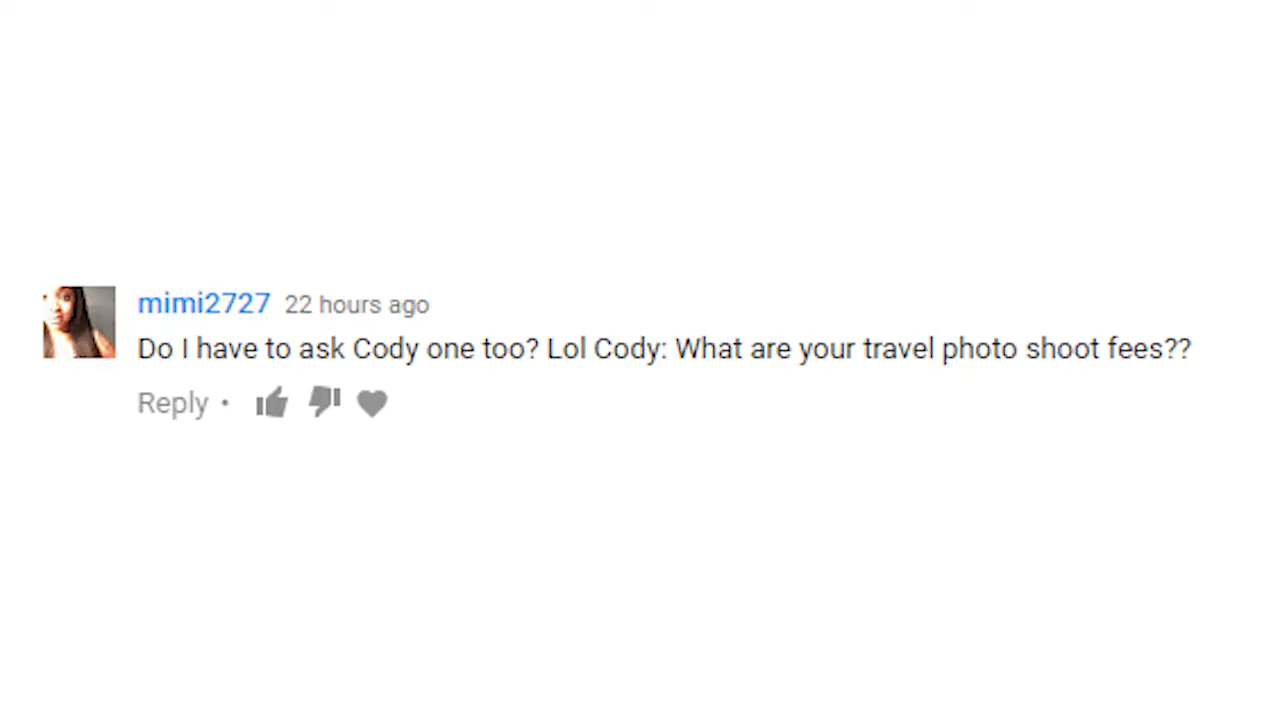 mimi2727 22 hours ago
Do I have to ask Cody one too? Lol Cody: What are your travel photo shoot fees??
Reply •